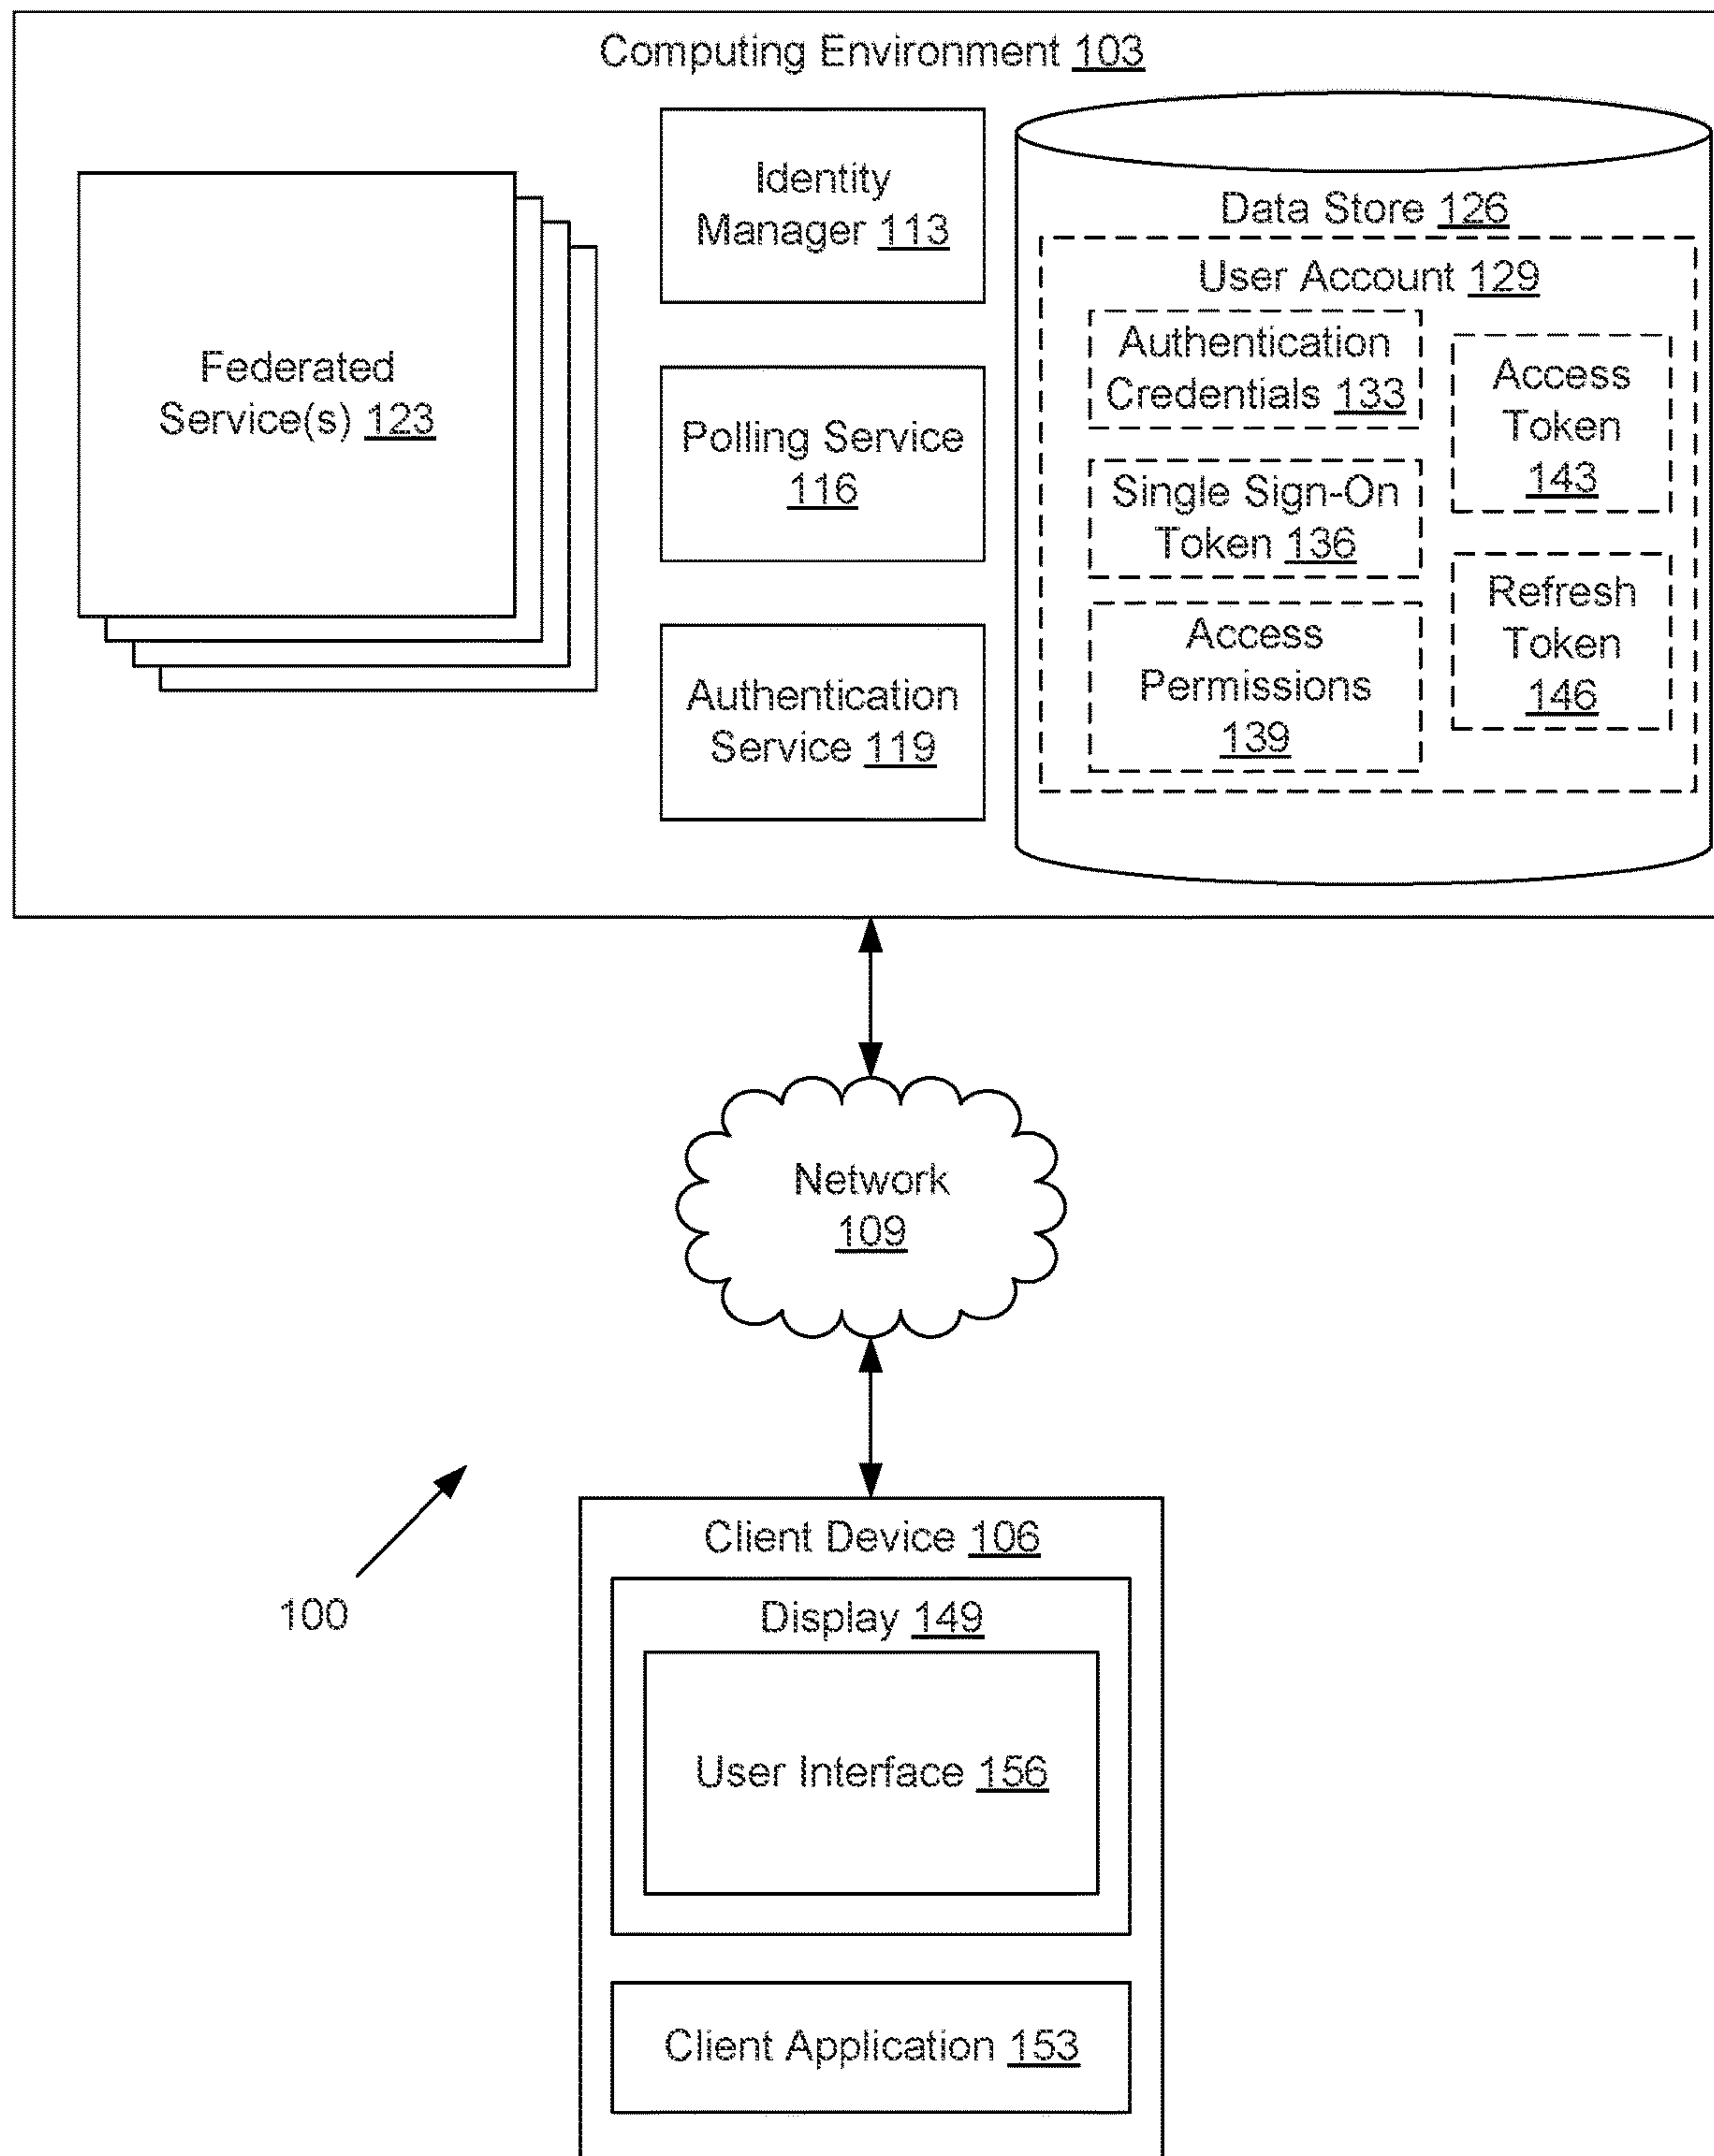 Computing Environment 103
Federated
Service(s) 123
Identity
Manager 113
Polling Service
116
Authentication
Service 119
Data Store 126
User Account 129
Authentication
Credentials 133
Single Sign-On
Token 136
Access
Permissions
139
Access
Token
143
Refresh
Token
146
Network
109
100
Client Device 106
Display 149
User Interface 156
Client Application 153